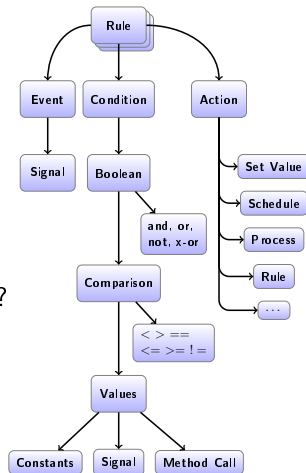 Rule
Event
Condition
Action
Signal
Boolean
Set Value
Schedule
and, or,
not, x-or
Process
Comparison
Rule
?
· · ·
< > ==
<= >= ! =
Values
Constants
Signal
Method Call